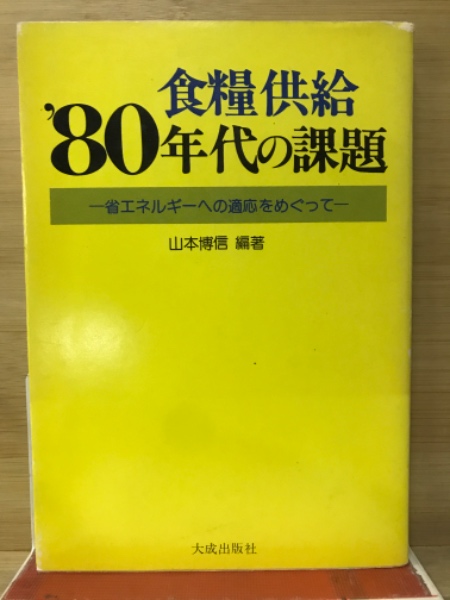 食糧供給
'80年代の課題
―省エネルギーへの適応をめぐって―
山本博信 編著
大成出版社